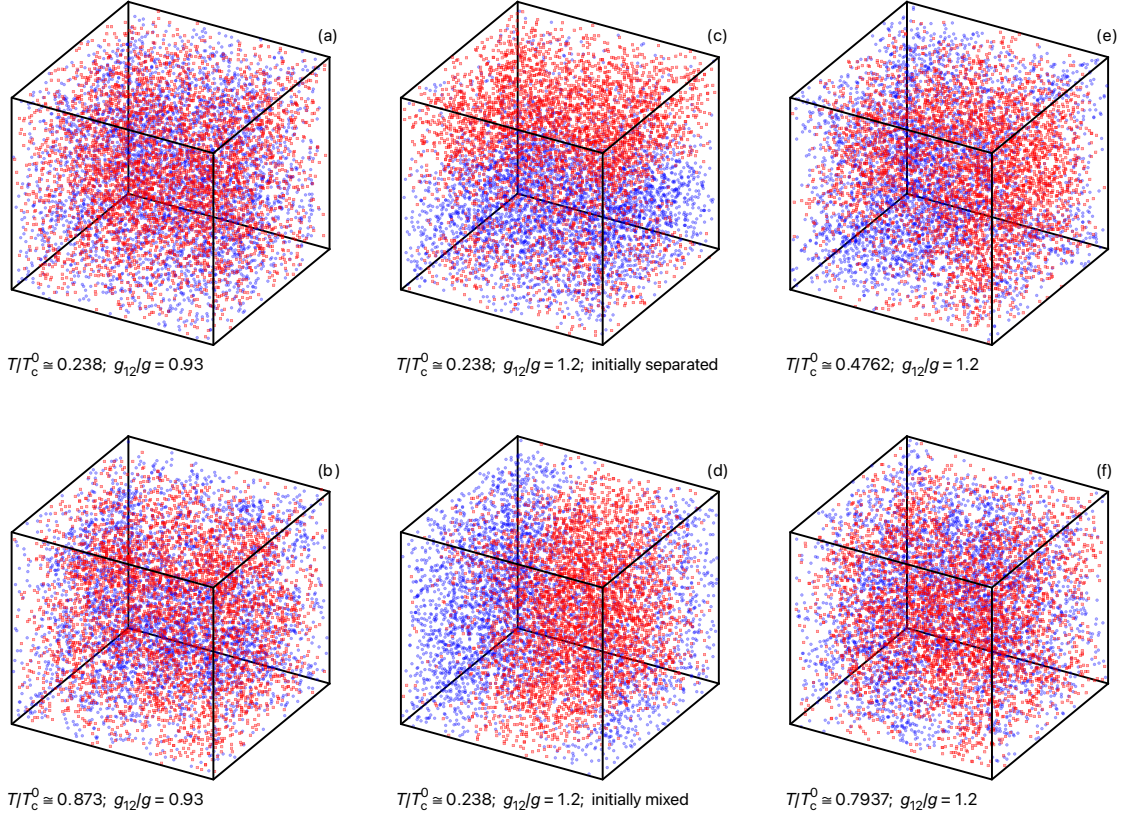 (a)
(c)
(e)
T/T_c^0 ≅ 0.238; g_12/g = 0.93
T/T_c^0 ≅ 0.238; g_12/g = 1.2; initially separated
T/T_c^0 ≅ 0.4762; g_12/g = 1.2
(b)
(d)
(f)
T/T_c^0 ≅ 0.873; g_12/g = 0.93
T/T_c^0 ≅ 0.238; g_12/g = 1.2; initially mixed
T/T_c^0 ≅ 0.7937; g_12/g = 1.2